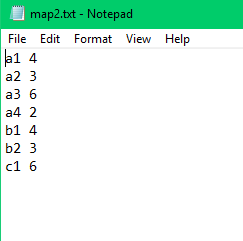 map2.txt - Notepad
File Edit Format View Help
a1 4
a2 3
a3 6
a4 2
b1 4
b2 3
c1 6